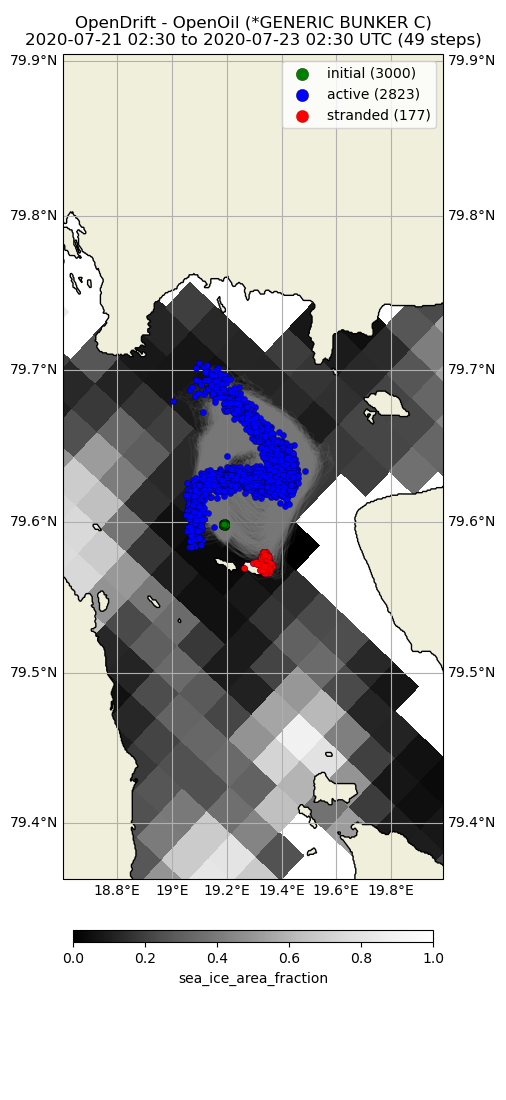 OpenDrift - OpenOil (*GENERIC BUNKER C)
2020-07-21 02:30 to 2020-07-23 02:30 UTC (49 steps)
79.9°N 79.9°N
initial (3000)
active (2823)
stranded (177)
79.8°N 79.8°N
79.7°N 79.7°N
79.6°N 79.6°N
79.5°N 79.5°N
79.4°N 79.4°N
18.8°E 19°E 19.2°E 19.4°E 19.6°E 19.8°E
0.0 0.2 0.4 0.6 0.8 1.0
sea_ice_area_fraction